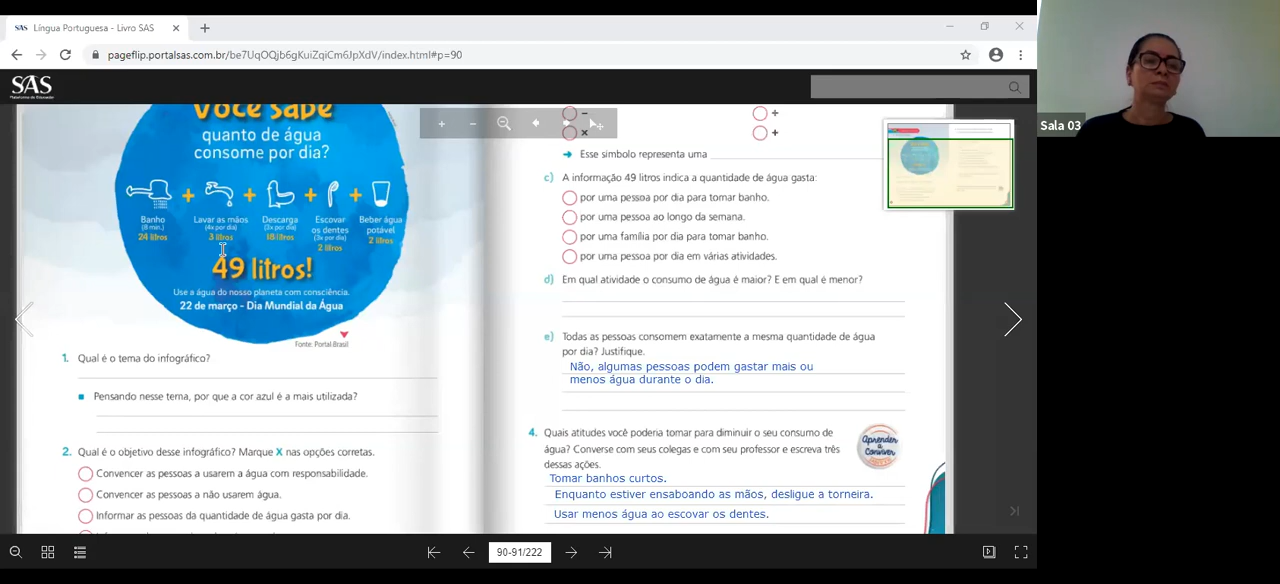 SAS
Língua Portuguesa - Livro SAS
pageflip.portalsas.com.br/be7UqOQjb6gKuiZqiCm6JpXdV/index.html#p=90
SAS
Sala 03
Você sabe
quanto de água
consome por dia?
+ + + +
Banho
(8 min.)
24 litros
Lavar as mãos
(4x por dia)
3 litros
Descarga
(3x por dia)
18 litros
Escovar
os dentes
(3x por dia)
2 litros
Beber água
potável
2 litros
49 litros!
Use a água do nosso planeta com consciência.
22 de março - Dia Mundial da Água
Fonte: Portal Brasil
1. Qual é o tema do infográfico?
Pensando nesse tema, por que a cor azul é a mais utilizada?
2. Qual é o objetivo desse infográfico? Marque X nas opções corretas.
Convencer as pessoas a usarem a água com responsabilidade.
Convencer as pessoas a não usarem água.
Informar as pessoas da quantidade de água gasta por dia.
Esse símbolo representa uma
c) A informação 49 litros indica a quantidade de água gasta:
por uma pessoa por dia para tomar banho.
por uma pessoa ao longo da semana.
por uma família por dia para tomar banho.
por uma pessoa por dia em várias atividades.
d) Em qual atividade o consumo de água é maior? E em qual é menor?
e) Todas as pessoas consomem exatamente a mesma quantidade de água
por dia? Justifique.
Não, algumas pessoas podem gastar mais ou
menos água durante o dia.
4. Quais atitudes você poderia tomar para diminuir o seu consumo de
água? Converse com seus colegas e com seu professor e escreva três
dessas ações.
Aprender
a
Conviver
Tomar banhos curtos.
Enquanto estiver ensaboando as mãos, desligue a torneira.
Usar menos água ao escovar os dentes.
90-91/222